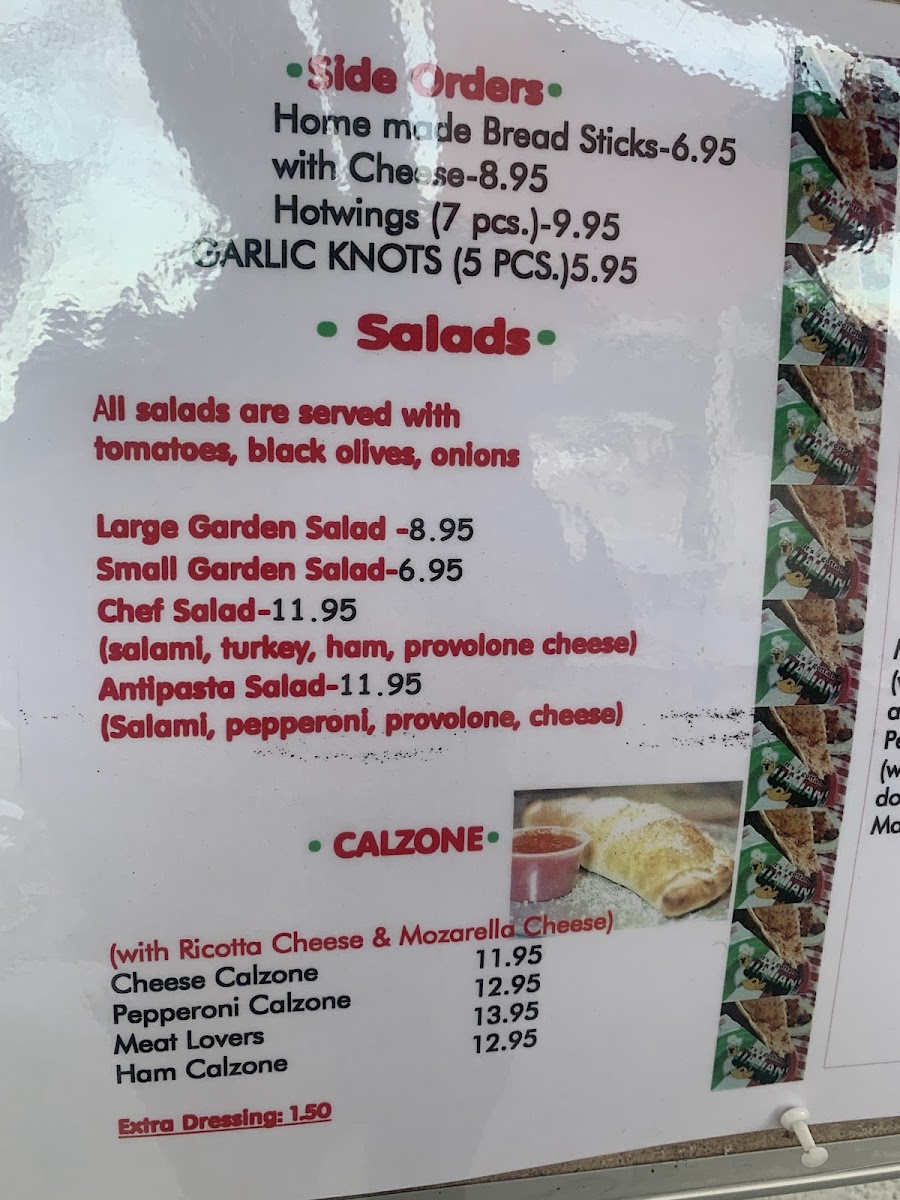 •Side Orders•
Home made Bread Sticks-6.95
with Cheese-8.95
Hotwings (7 pcs.)-9.95
GARLIC KNOTS (5 PCS.)5.95
• Salads •
All salads are served with
tomatoes, black olives, onions
Large Garden Salad -8.95
Small Garden Salad-6.95
Chef Salad-11.95
(salami, turkey, ham, provolone cheese)
Antipasta Salad-11.95
(Salami, pepperoni, provolone, cheese)
• CALZONE •
(with Ricotta Cheese & Mozarella Cheese)
Cheese Calzone 11.95
Pepperoni Calzone 12.95
Meat Lovers 13.95
Ham Calzone 12.95
Extra Dressing: 1.50